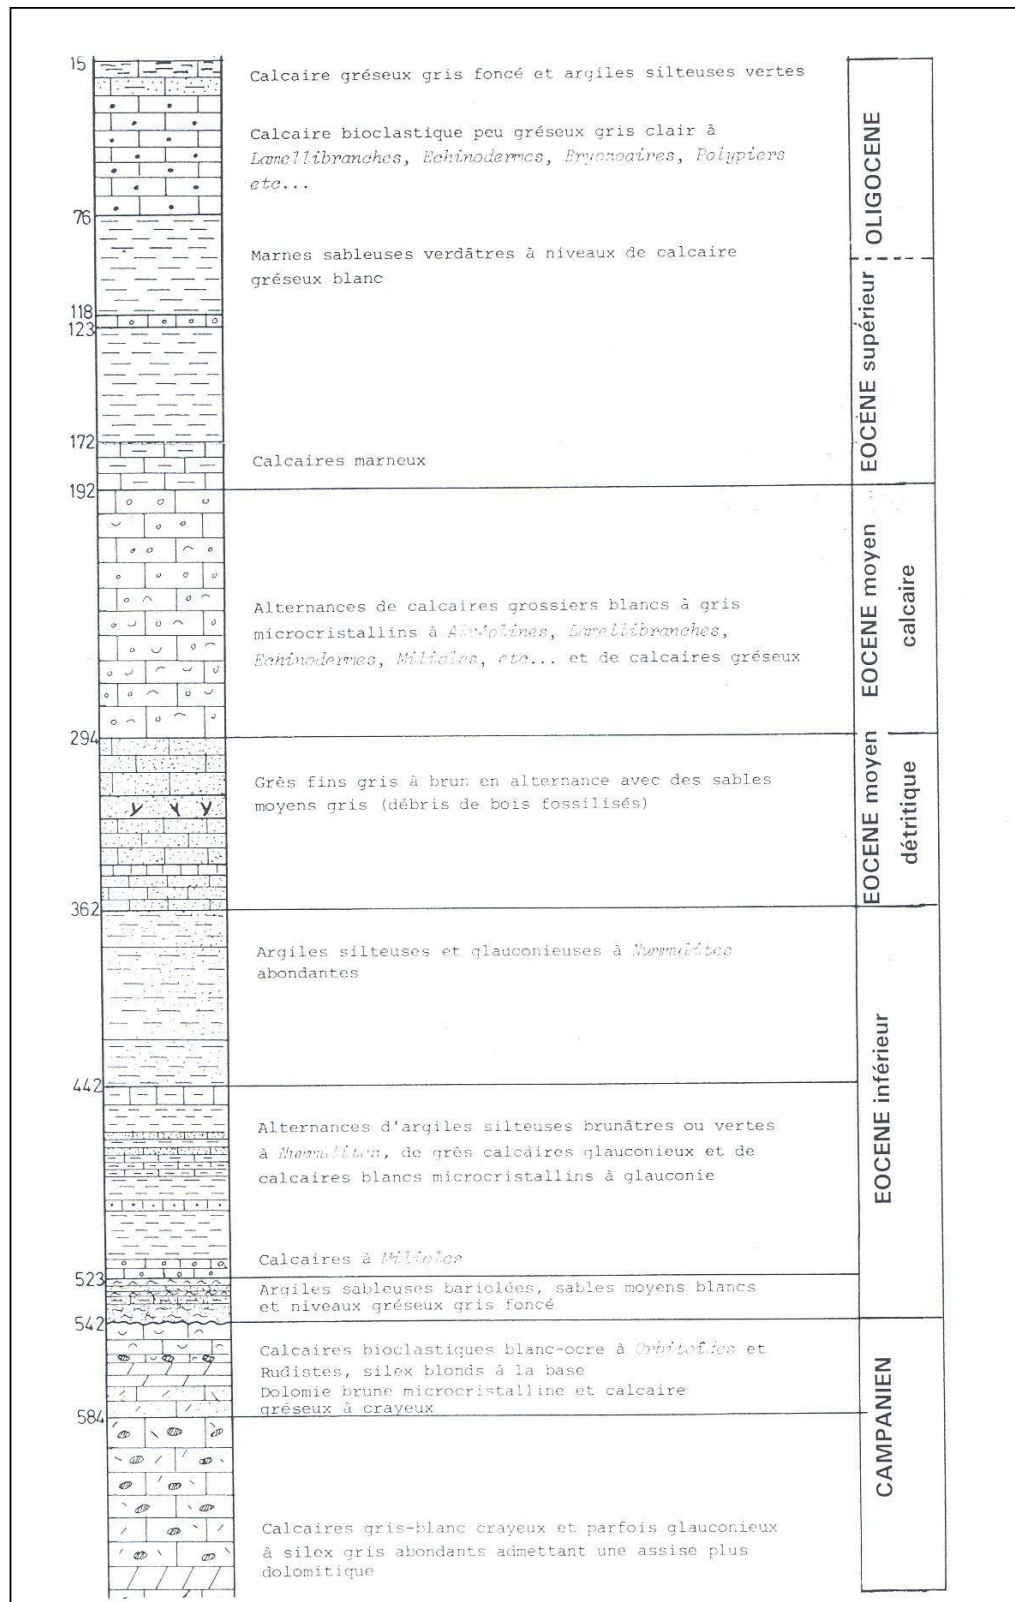 15
Calcaire gréseux gris foncé et argiles silteuses vertes
Calcaire bioclastique peu gréseux gris clair à
Lamellibranches, Echinodermes, Bryozoaires, Polypiers
etc...
76
Marnes sableuses verdâtres à niveaux de calcaire
gréseux blanc
118
123
172
Calcaires marneux
192
Alternances de calcaires grossiers blancs à gris
microcristallins à Alvéolines, Lamellibranches,
Echinodermes, Milioles, etc... et de calcaires gréseux
294
Grès fins gris à brun en alternance avec des sables
moyens gris (débris de bois fossilisés)
362
Argiles silteuses et glauconieuses à Nummulites
abondantes
442
Alternances d'argiles silteuses brunâtres ou vertes
à Nummulites, de grès calcaires glauconieux et de
calcaires blancs microcristallins à glauconie
Calcaires à Milioles
523
Argiles sableuses bariolées, sables moyens blancs
et niveaux gréseux gris foncé
542
Calcaires bioclastiques blanc-ocre à Orbitoïdes et
Rudistes, silex blonds à la base
Dolomie brune microcristalline et calcaire
gréseux à crayeux
584
Calcaires gris-blanc crayeux et parfois glauconieux
à silex gris abondants admettant une assise plus
dolomitique
OLIGOCENE
EOCENE supérieur
EOCENE moyen
calcaire
EOCENE moyen
détritique
EOCENE inférieur
CAMPANIEN